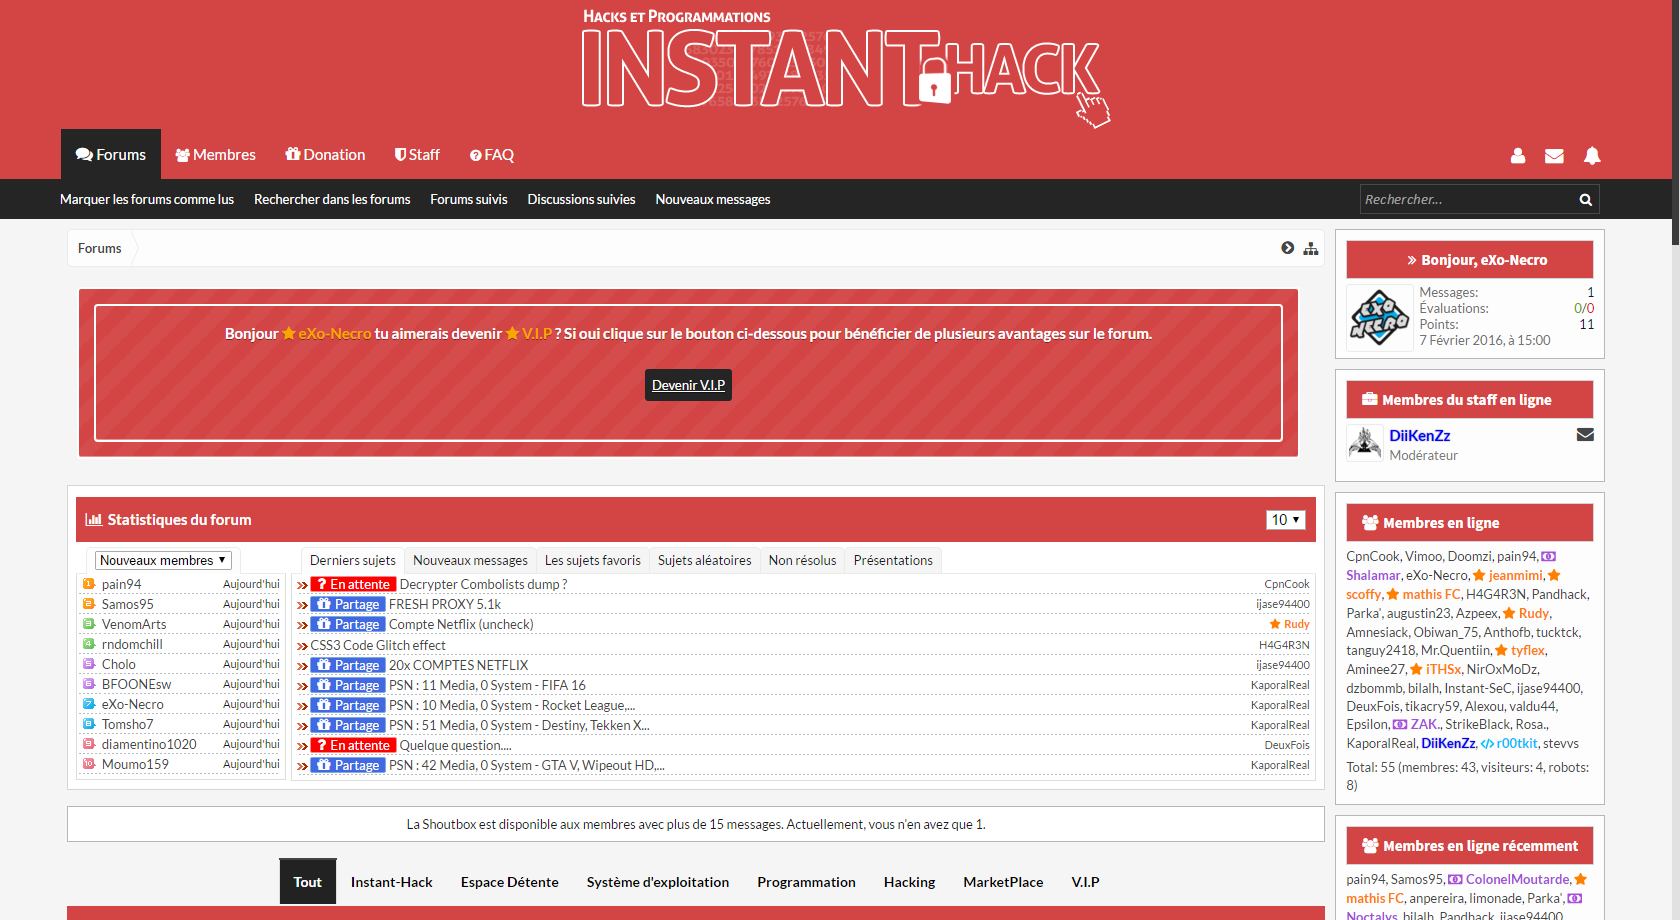 HACKS ET PROGRAMMATIONS
INSTANT HACK
Forums Membres Donation Staff FAQ
Marquer les forums comme lus Rechercher dans les forums Forums suivis Discussions suivies Nouveaux messages Rechercher...
Forums
Bonjour eXo-Necro tu aimerais devenir V.I.P ? Si oui clique sur le bouton ci-dessous pour bénéficier de plusieurs avantages sur le forum.
Devenir V.I.P
Statistiques du forum 10
Nouveaux membres
pain94 Aujourd'hui
Samos95 Aujourd'hui
VenomArts Aujourd'hui
rndomchill Aujourd'hui
Cholo Aujourd'hui
BFOONEsw Aujourd'hui
eXo-Necro Aujourd'hui
Tomsho7 Aujourd'hui
diamentino1020 Aujourd'hui
Moumo159 Aujourd'hui
Derniers sujets Nouveaux messages Les sujets favoris Sujets aléatoires Non résolus Présentations
? En attente Decrypter Combolists dump ? CpnCook
Partage FRESH PROXY 5.1k ijase94400
Partage Compte Netflix (uncheck) Rudy
CSS3 Code Glitch effect H4G4R3N
Partage 20x COMPTES NETFLIX ijase94400
Partage PSN : 11 Media, 0 System - FIFA 16 KaporalReal
Partage PSN : 10 Media, 0 System - Rocket League,... KaporalReal
Partage PSN : 51 Media, 0 System - Destiny, Tekken X... KaporalReal
? En attente Quelque question.... DeuxFois
Partage PSN : 42 Media, 0 System - GTA V, Wipeout HD,... KaporalReal
La Shoutbox est disponible aux membres avec plus de 15 messages. Actuellement, vous n'en avez que 1.
Tout Instant-Hack Espace Détente Système d'exploitation Programmation Hacking MarketPlace V.I.P
» Bonjour, eXo-Necro
EXO
NECRO
Messages: 1
Évaluations: 0/0
Points: 11
7 Février 2016, à 15:00
Membres du staff en ligne
DiiKenZz
Modérateur
Membres en ligne
CpnCook, Vimoo, Doomzi, pain94,
Shalamar, eXo-Necro, jeanmimi,
scoffy, mathis FC, H4G4R3N, Pandhack,
Parka', augustin23, Azpeex, Rudy,
Amnesiack, Obiwan_75, Anthofb, tucktck,
tanguy2418, Mr.Quentiin, tyflex,
Aminee27, iTHSx, NirOxMoDz,
dzbommb, bilalh, Instant-SeC, ijase94400,
DeuxFois, tikacry59, Alexou, valdu44,
Epsilon, ZAK., StrikeBlack, Rosa.,
KaporalReal, DiiKenZz, r00tkit, stevvs
Total: 55 (membres: 43, visiteurs: 4, robots:
8)
Membres en ligne récemment
pain94, Samos95, ColonelMoutarde,
mathis FC, anpereira, limonade, Parka',
Noctalys, bilalh, Pandhack, ijase94400